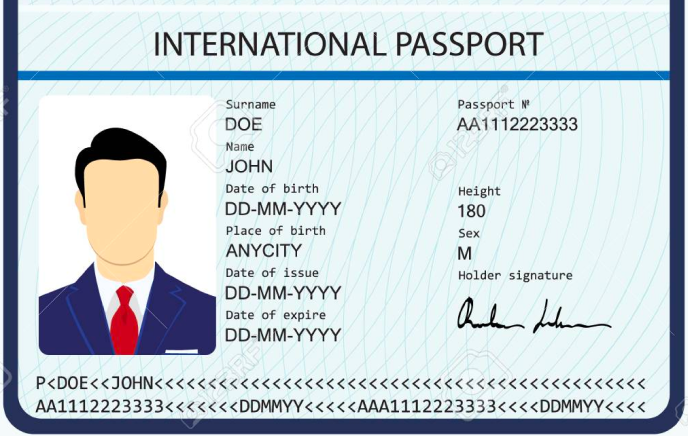 INTERNATIONAL PASSPORT
Surname
DOE
Name
JOHN
Date of birth
DD-MM-YYYY
Place of birth
ANYCITY
Date of issue
DD-MM-YYYY
Date of expire
DD-MM-YYYY
Passport №
AA1112223333
Height
180
Sex
M
Holder signature
P<DOE<<JOHN<<<<<<<<<<<<<<<<<<<<<<<<<<<<<<<<<<<<<
AA1112223333<<<<<<<DDMMYY<<<<<AAA1112223333<<<<DDMMYY<<<<